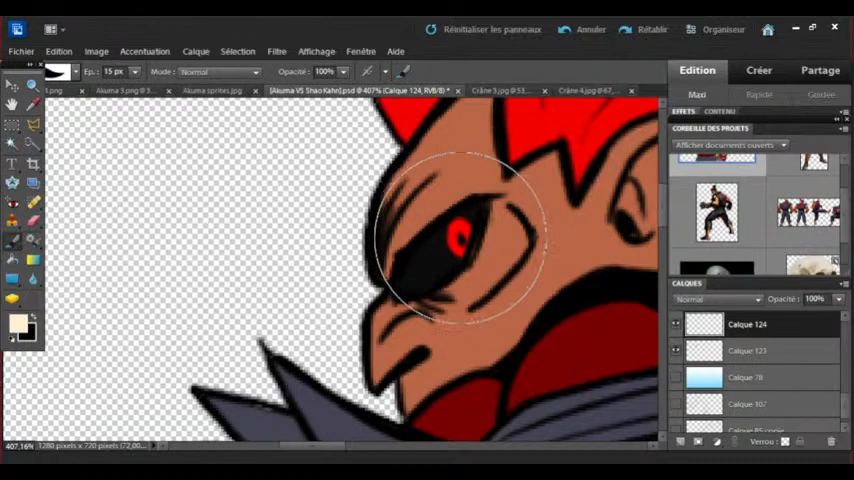 Réinitialiser les panneaux Annuler Rétablir Organiseur
Fichier Edition Image Accentuation Calque Sélection Filtre Affichage Fenêtre Aide
Ep.: 15 px Mode: Normal Opacité: 100%
Edition Créer Partage
.png Akuma 3.png @ 3... Akuma sprites.jpg [Akuma VS Shao Kahn].psd @ 407% (Calque 124, RVB/8) * Crâne 3.jpg @ 53,... Crâne 4.jpg @ 67,...
Maxi Rapide Guidée
EFFETS CONTENU
CORBEILLE DES PROJETS
Afficher documents ouverts
CALQUES
Normal Opacité: 100%
Calque 124
Calque 123
Calque 78
Calque 107
Calque 85 copie
Verrou:
407,16% 1280 pixels x 720 pixels (72,00...